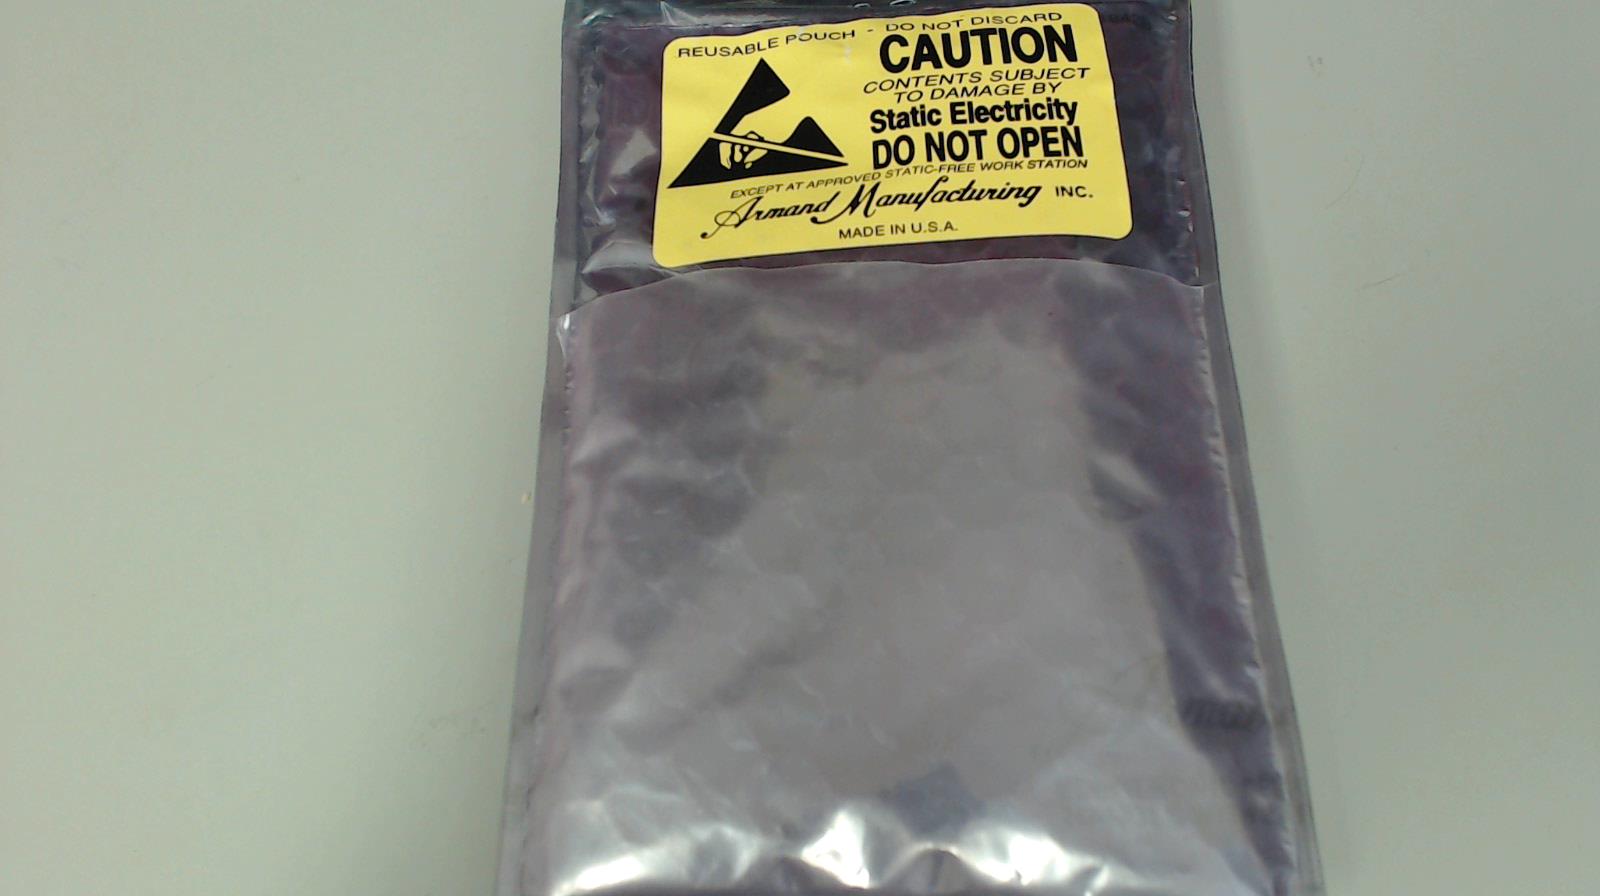 REUSABLE POUCH - DO NOT DISCARD
CAUTION
CONTENTS SUBJECT
TO DAMAGE BY
Static Electricity
DO NOT OPEN
EXCEPT AT APPROVED STATIC-FREE WORK STATION
Armand Manufacturing INC.
MADE IN U.S.A.